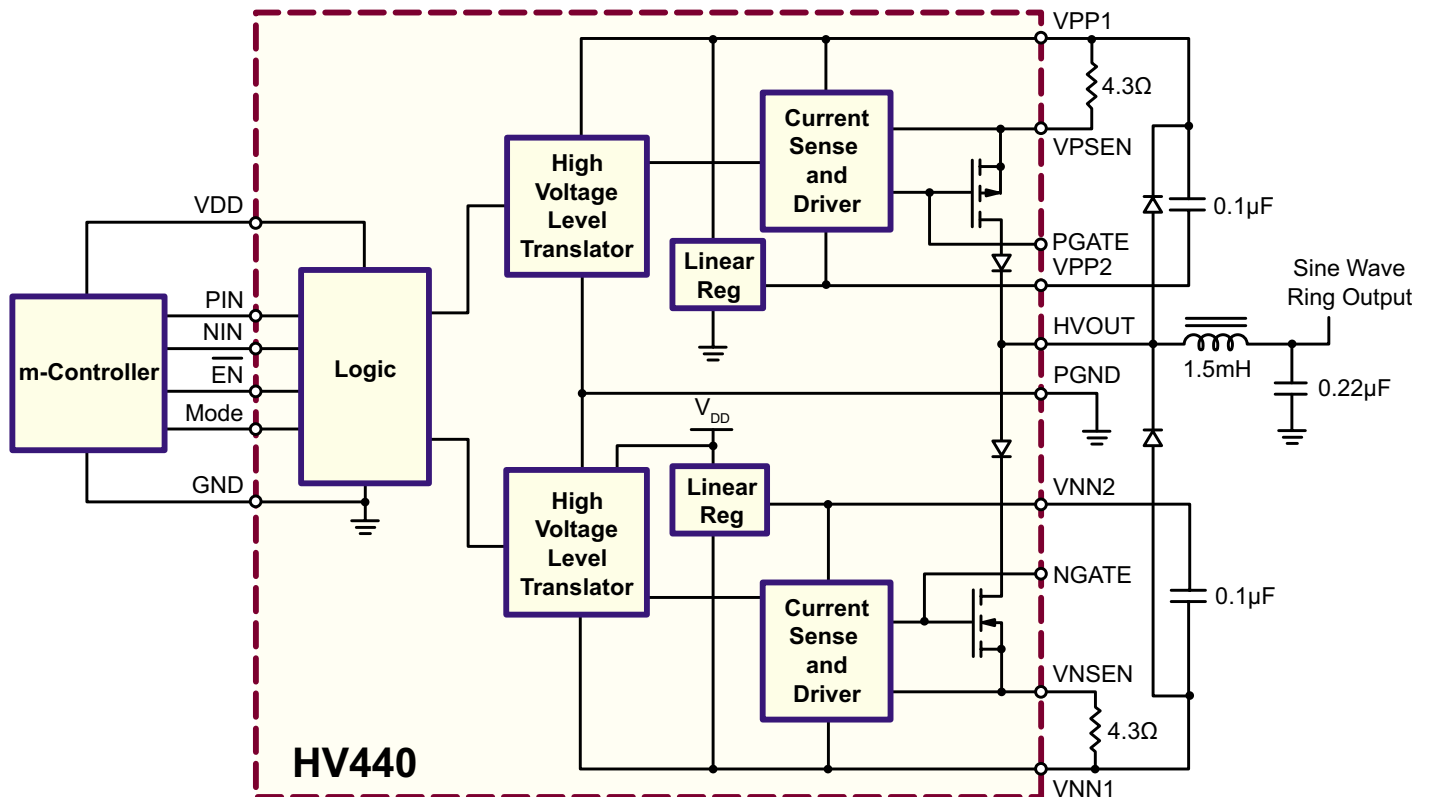 VPP1
4.3Ω
Current
Sense
and
Driver
VPSEN
High
Voltage
Level
Translator
VDD
0.1µF
PGATE
VPP2
Linear
Reg
Sine Wave
Ring Output
PIN
NIN
EN
Mode
m-Controller
Logic
HVOUT
1.5mH
PGND
0.22µF
VDD
GND
High
Voltage
Level
Translator
Linear
Reg
VNN2
NGATE
0.1µF
Current
Sense
and
Driver
VNSEN
4.3Ω
HV440
VNN1